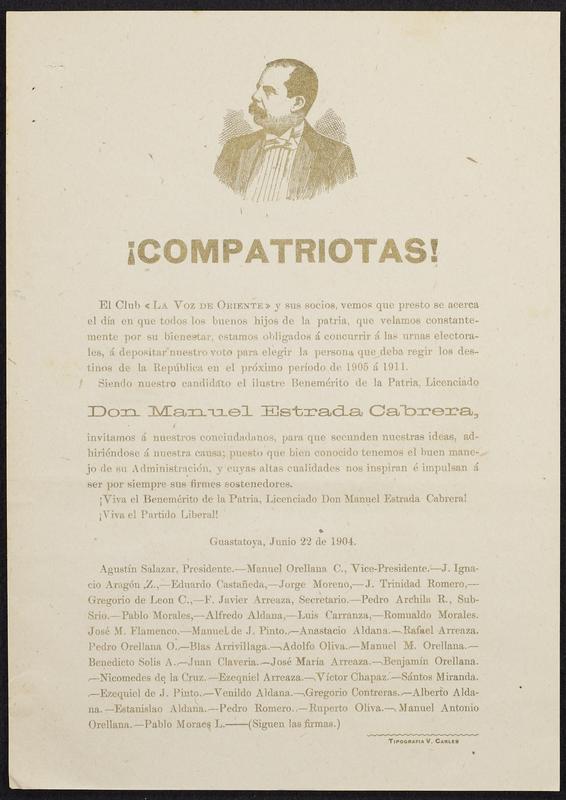 ¡COMPATRIOTAS!
El Club «LA VOZ DE ORIENTE» y sus socios, vemos que presto se acerca
el día en que todos los buenos hijos de la patria, que velamos constante-
mente por su bienestar, estamos obligados á concurrir á las urnas electora-
les, á depositar nuestro voto para elegir la persona que deba regir los des-
tinos de la República en el próximo período de 1905 á 1911.
Siendo nuestro candidato el ilustre Benemérito de la Patria, Licenciado
Don Manuel Estrada Cabrera,
invitamos á nuestros conciudadanos, para que secunden nuestras ideas, ad-
hiriéndose á nuestra causa; puesto que bien conocido tenemos el buen mane-
jo de su Administración, y cuyas altas cualidades nos inspiran é impulsan á
ser por siempre sus firmes sostenedores.
¡Viva el Benemérito de la Patria, Licenciado Don Manuel Estrada Cabrera!
¡Viva el Partido Liberal!
Guastatoya, Junio 22 de 1904.
Agustín Salazar, Presidente.—Manuel Orellana C., Vice-Presidente.—J. Igna-
cio Aragón Z.,—Eduardo Castañeda,—Jorge Moreno,—J. Trinidad Romero,—
Gregorio de Leon C.,—F. Javier Arreaza, Secretario.—Pedro Archila R., Sub-
Srio.—Pablo Morales,—Alfredo Aldana,—Luis Carranza,—Romualdo Morales.
José M. Flamenco.—Manuel de J. Pinto.—Anastacio Aldana.—Rafael Arreaza.
Pedro Orellana O.—Blas Arrivillaga.—Adolfo Oliva.—Manuel M. Orellana.—
Benedicto Solis A.—Juan Claveria.—José María Arreaza.—Benjamín Orellana.
—Nicomedes de la Cruz.—Ezeqniel Arreaza.—Víctor Chapaz.—Sántos Miranda.
—Ezequiel de J. Pinto.—Venildo Aldana.—Gregorio Contreras.—Alberto Alda-
na.—Estanislao Aldana.—Pedro Romero.—Ruperto Oliva.—Manuel Antonio
Orellana.—Pablo Moraes L.——(Siguen las firmas.)
TIPOGRAFIA V. CARLES